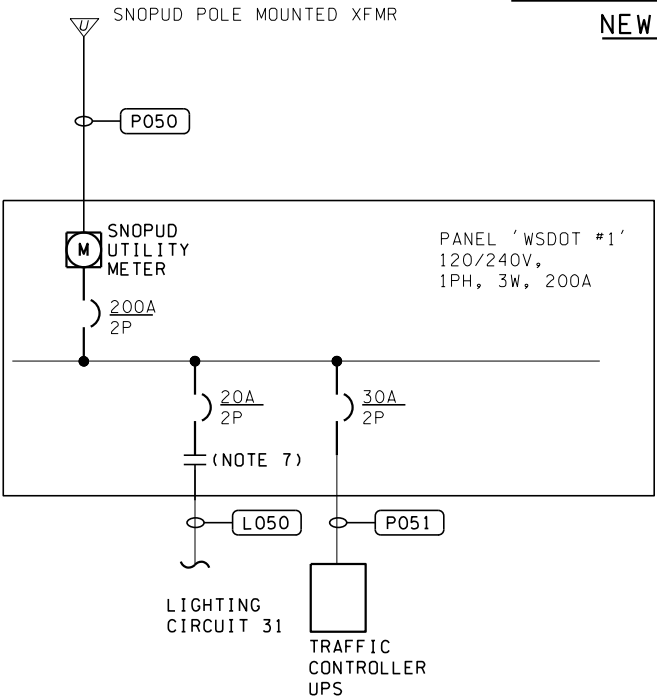 SNOPUD POLE MOUNTED XFMR
NEW
U
P050
SNOPUD
UTILITY
METER
M
PANEL 'WSDOT #1'
120/240V,
1PH, 3W, 200A
200A
2P
20A
2P
30A
2P
(NOTE 7)
L050
P051
LIGHTING
CIRCUIT 31
TRAFFIC
CONTROLLER
UPS